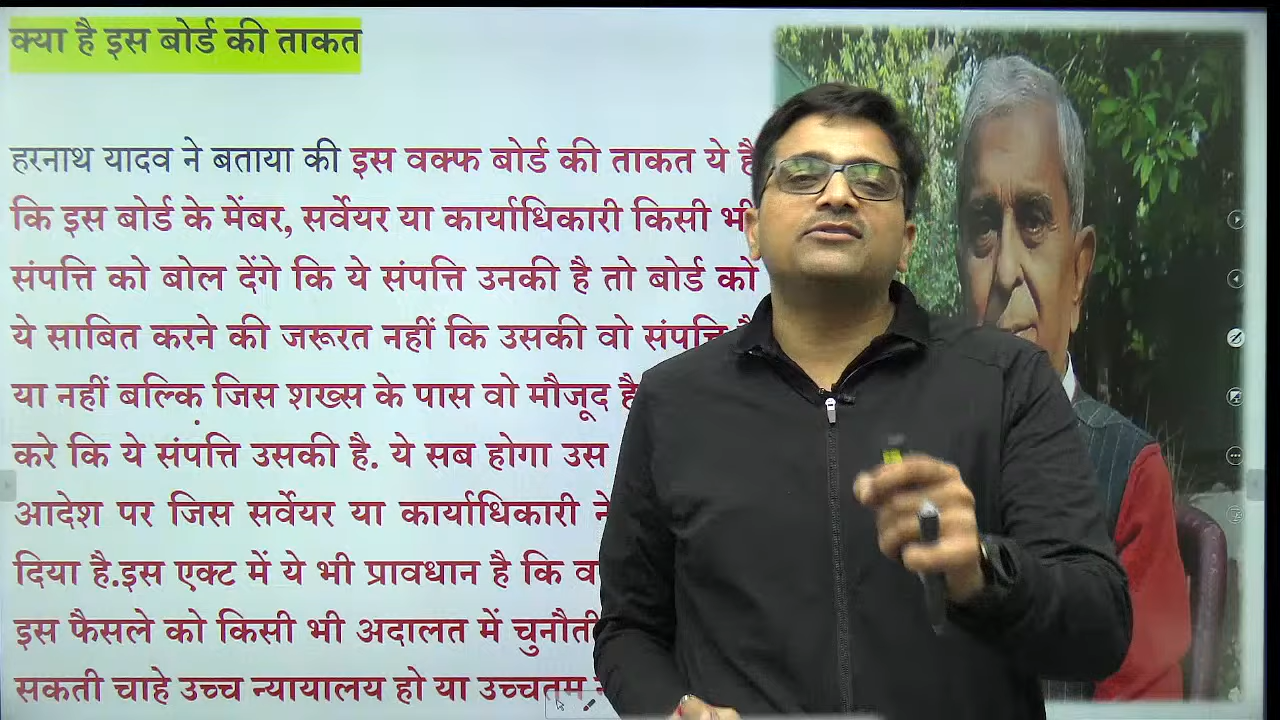 क्या है इस बोर्ड की ताकत
हरनाथ यादव ने बताया की इस वक्फ बोर्ड की ताकत ये है
कि इस बोर्ड के मेंबर, सर्वेयर या कार्याधिकारी किसी भी
संपत्ति को बोल देंगे कि ये संपत्ति उनकी है तो बोर्ड को
ये साबित करने की जरूरत नहीं कि उसकी वो संपत्ति है
या नहीं बल्कि जिस शख्स के पास वो मौजूद है
करे कि ये संपत्ति उसकी है. ये सब होगा उस
आदेश पर जिस सर्वेयर या कार्याधिकारी ने
दिया है.इस एक्ट में ये भी प्रावधान है कि
इस फैसले को किसी भी अदालत में चुनौती
सकती चाहे उच्च न्यायालय हो या उच्चतम